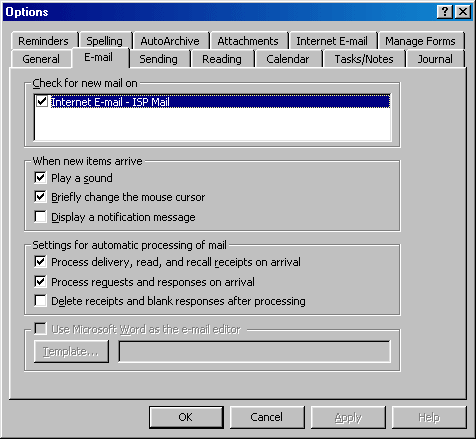 Options
Reminders Spelling AutoArchive Attachments Internet E-mail Manage Forms
General E-mail Sending Reading Calendar Tasks/Notes Journal
Check for new mail on
Internet E-mail - ISP Mail
When new items arrive
Play a sound
Briefly change the mouse cursor
Display a notification message
Settings for automatic processing of mail
Process delivery, read, and recall receipts on arrival
Process requests and responses on arrival
Delete receipts and blank responses after processing
Use Microsoft Word as the e-mail editor
Template...
OK Cancel Apply Help